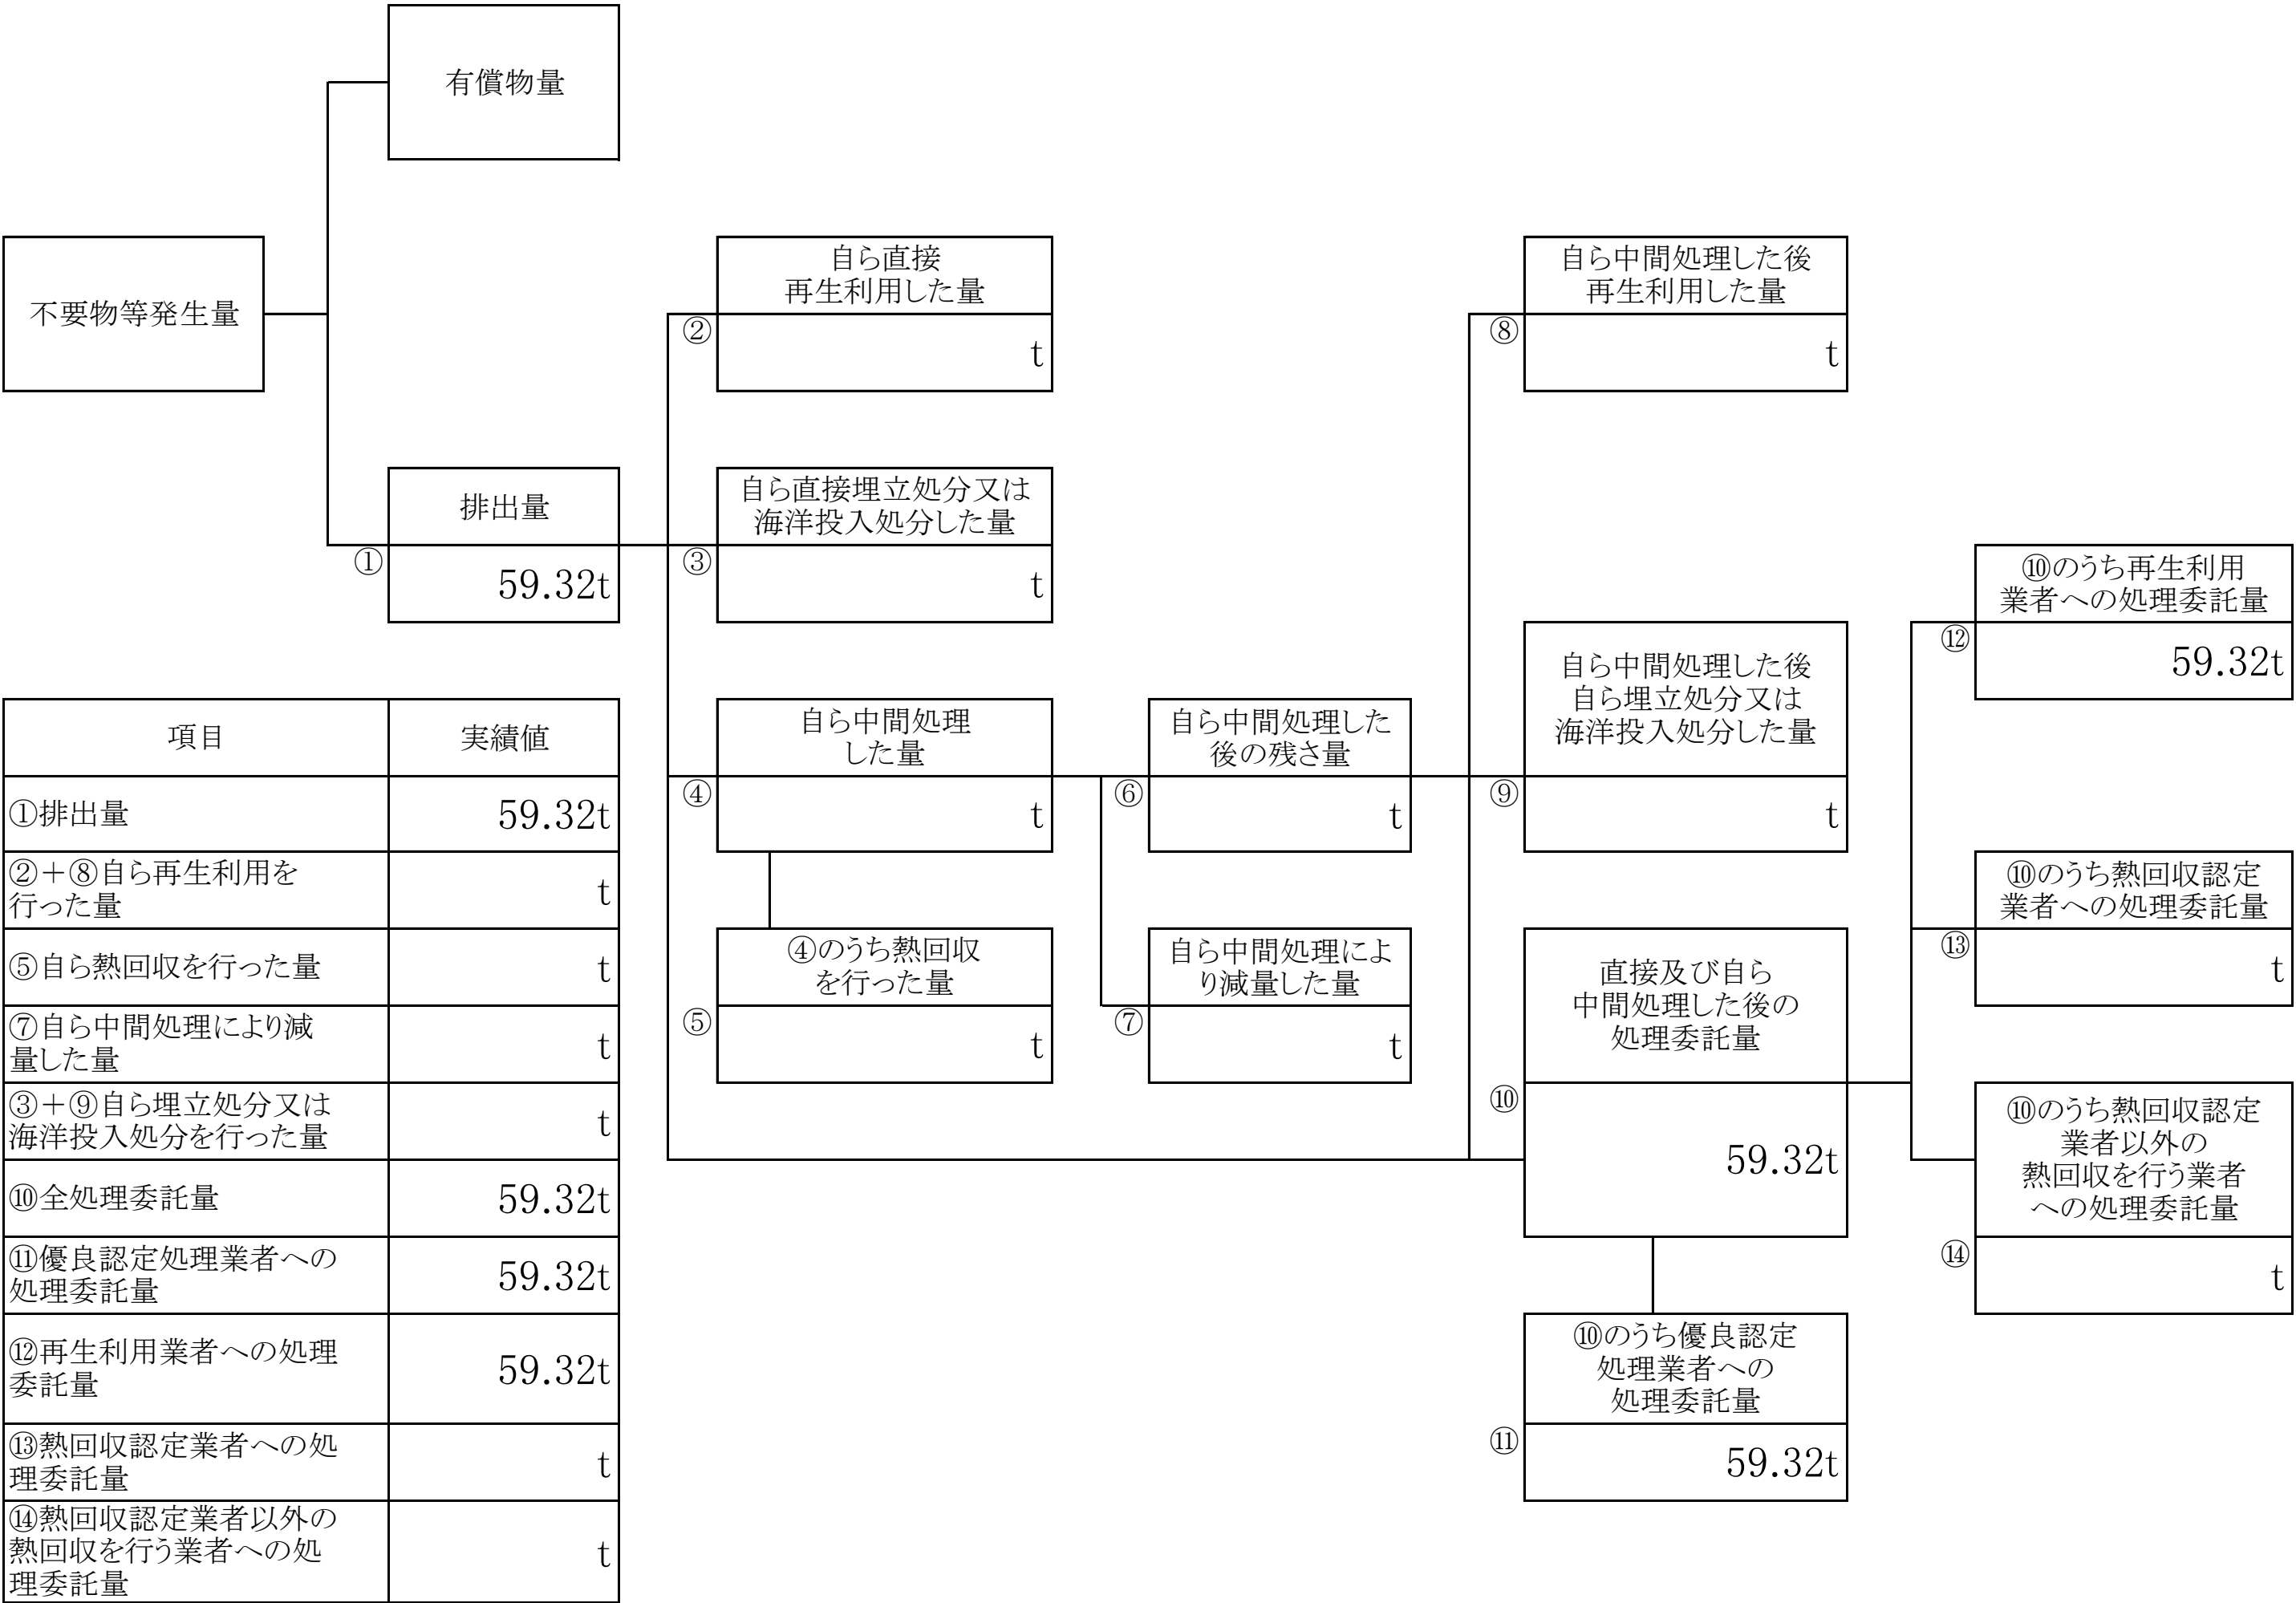 有償物量
不要物等発生量
排出量
①
59.32t
自ら直接
再生利用した量
②
t
自ら直接埋立処分又は
海洋投入処分した量
③
t
自ら中間処理
した量
④
t
④のうち熱回収
を行った量
⑤
t
自ら中間処理した
後の残さ量
⑥
t
自ら中間処理によ
り減量した量
⑦
t
自ら中間処理した後
再生利用した量
⑧
t
自ら中間処理した後
自ら埋立処分又は
海洋投入処分した量
⑨
t
直接及び自ら
中間処理した後の
処理委託量
⑩
59.32t
⑩のうち優良認定
処理業者への
処理委託量
⑪
59.32t
⑩のうち再生利用
業者への処理委託量
⑫
59.32t
⑩のうち熱回収認定
業者への処理委託量
⑬
t
⑩のうち熱回収認定
業者以外の
熱回収を行う業者
への処理委託量
⑭
t
項目 実績値
①排出量 59.32t
②＋⑧自ら再生利用を
行った量
t
⑤自ら熱回収を行った量 t
⑦自ら中間処理により減
量した量
t
③＋⑨自ら埋立処分又は
海洋投入処分を行った量
t
⑩全処理委託量 59.32t
⑪優良認定処理業者への
処理委託量
59.32t
⑫再生利用業者への処理
委託量
59.32t
⑬熱回収認定業者への処
理委託量
t
⑭熱回収認定業者以外の
熱回収を行う業者への処
理委託量
t